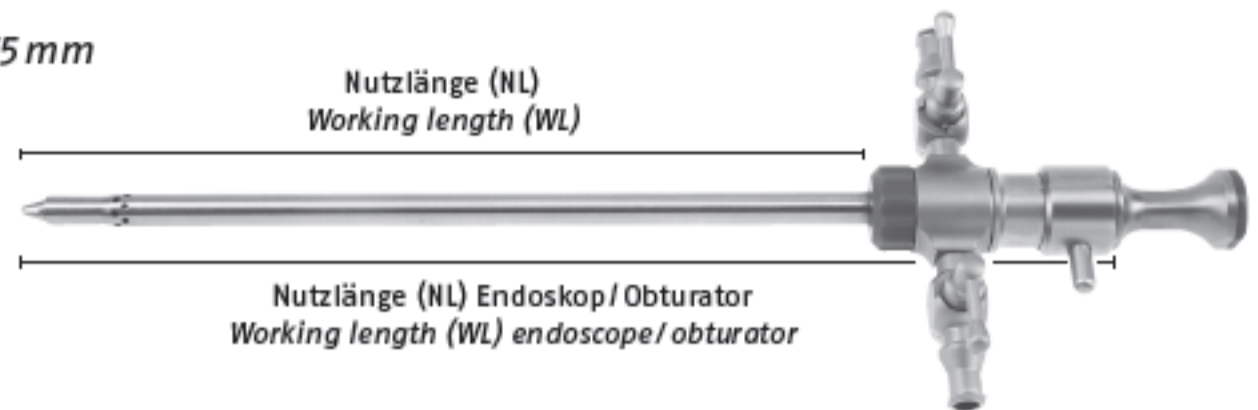 5 mm
Nutzlänge (NL)
Working length (WL)
Nutzlänge (NL) Endoskop/Obturator
Working length (WL) endoscope/obturator